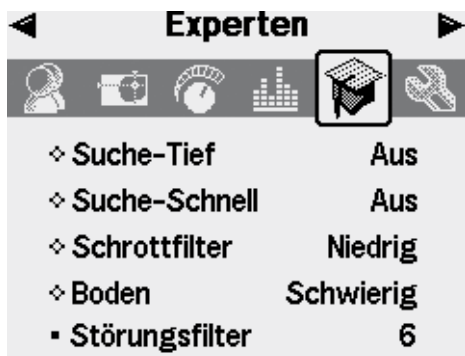 Experten
Suche-Tief Aus
Suche-Schnell Aus
Schrottfilter Niedrig
Boden Schwierig
Störungsfilter 6